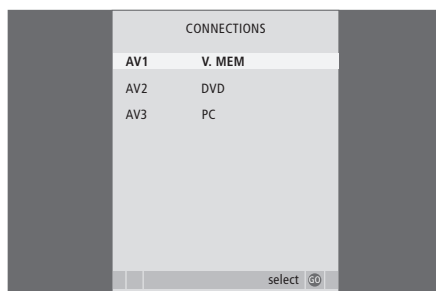 CONNECTIONS
AV1 V. MEM
AV2 DVD
AV3 PC
select GO